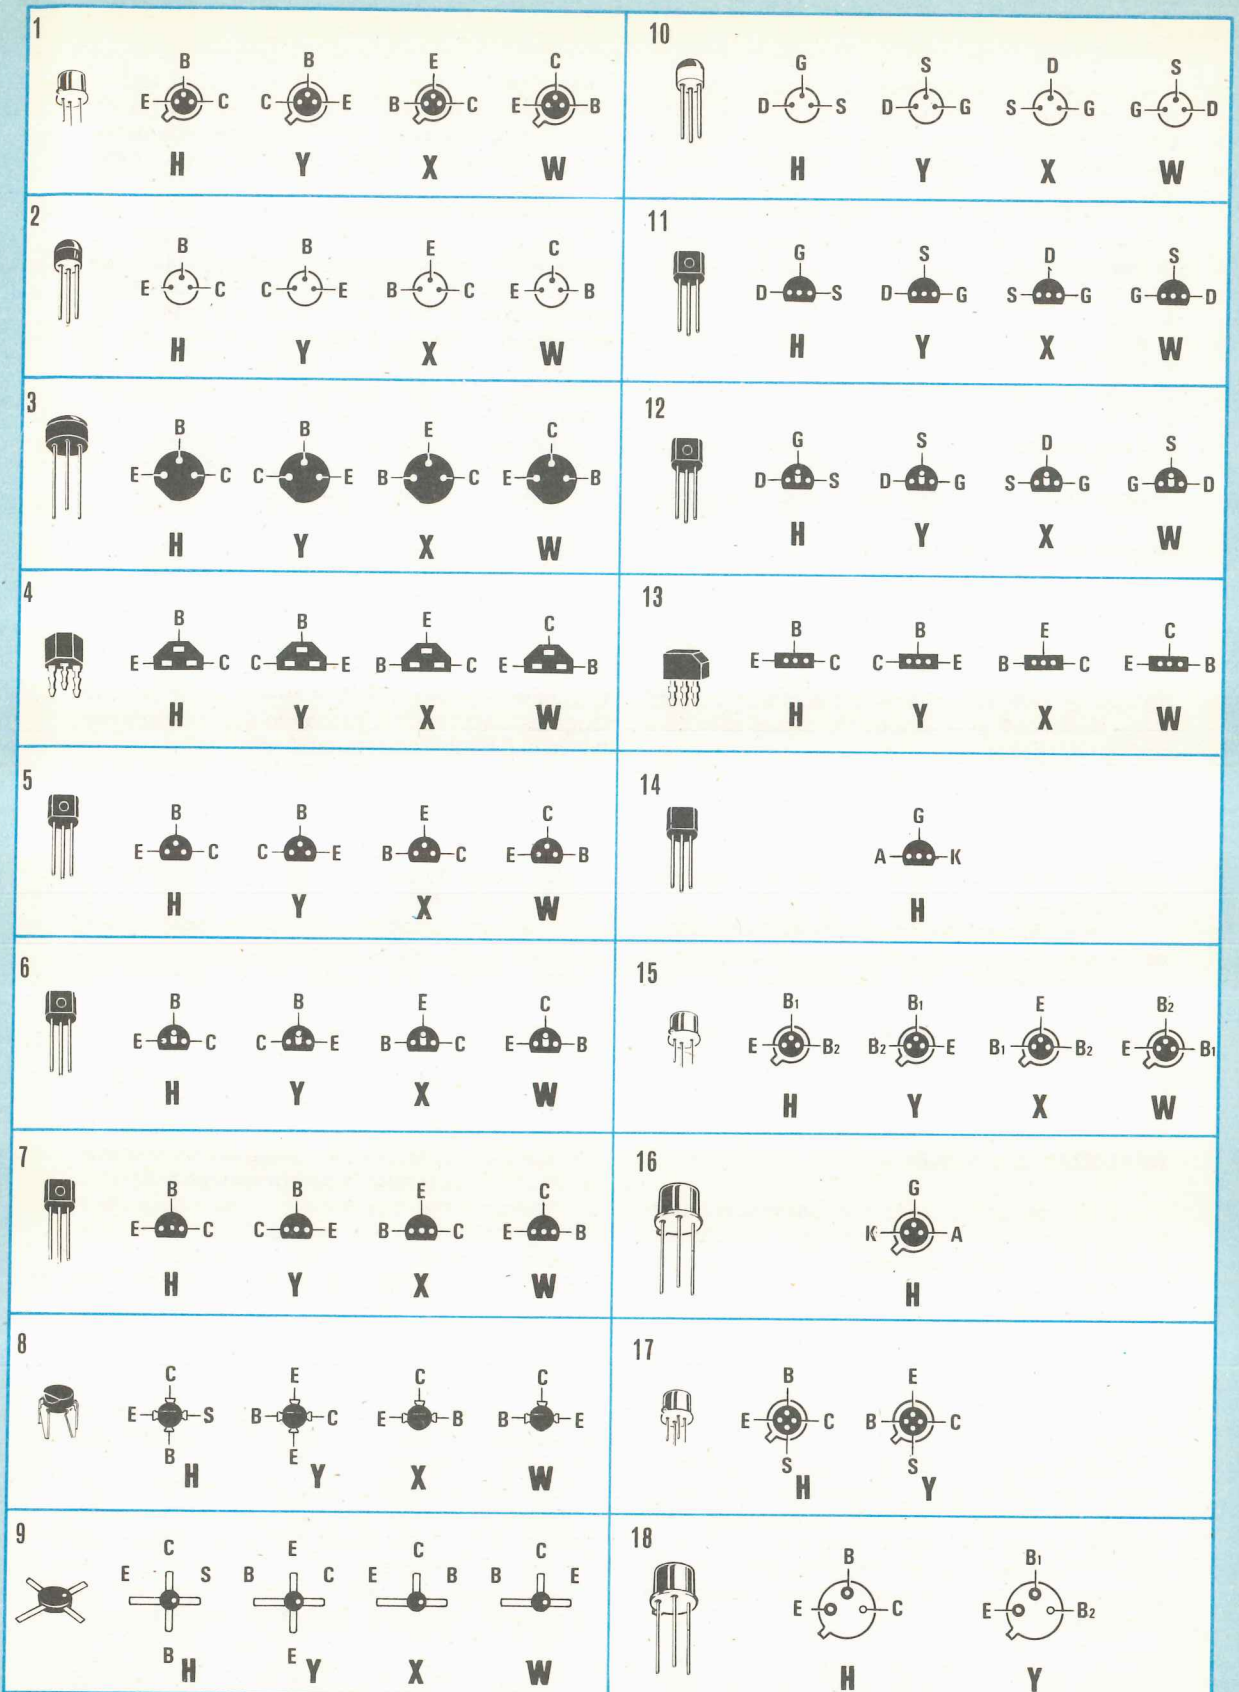 1
B B E C
E C C E B C E B
H Y X W
2
B B E C
E C C E B C E B
H Y X W
3
B B E C
E C C E B C E B
H Y X W
4
B B E C
E C C E B C E B
H Y X W
5
B B E C
E C C E B C E B
H Y X W
6
B B E C
E C C E B C E B
H Y X W
7
B B E C
E C C E B C E B
H Y X W
8
C E C C
E S B C E B B E
B E
H Y X W
9
C E C C
E S B C E B B E
B E
H Y X W
10
G S D S
D S D G S G G D
H Y X W
11
G S D S
D S D G S G G D
H Y X W
12
G S D S
D S D G S G G D
H Y X W
13
B B E C
E C C E B C E B
H Y X W
14
G
A K
H
15
B1 B1 E B2
E B2 B2 E B1 B2 E B1
H Y X W
16
G
K A
H
17
B E
E C B C
S S
H Y
18
B B1
E C E B2
H Y